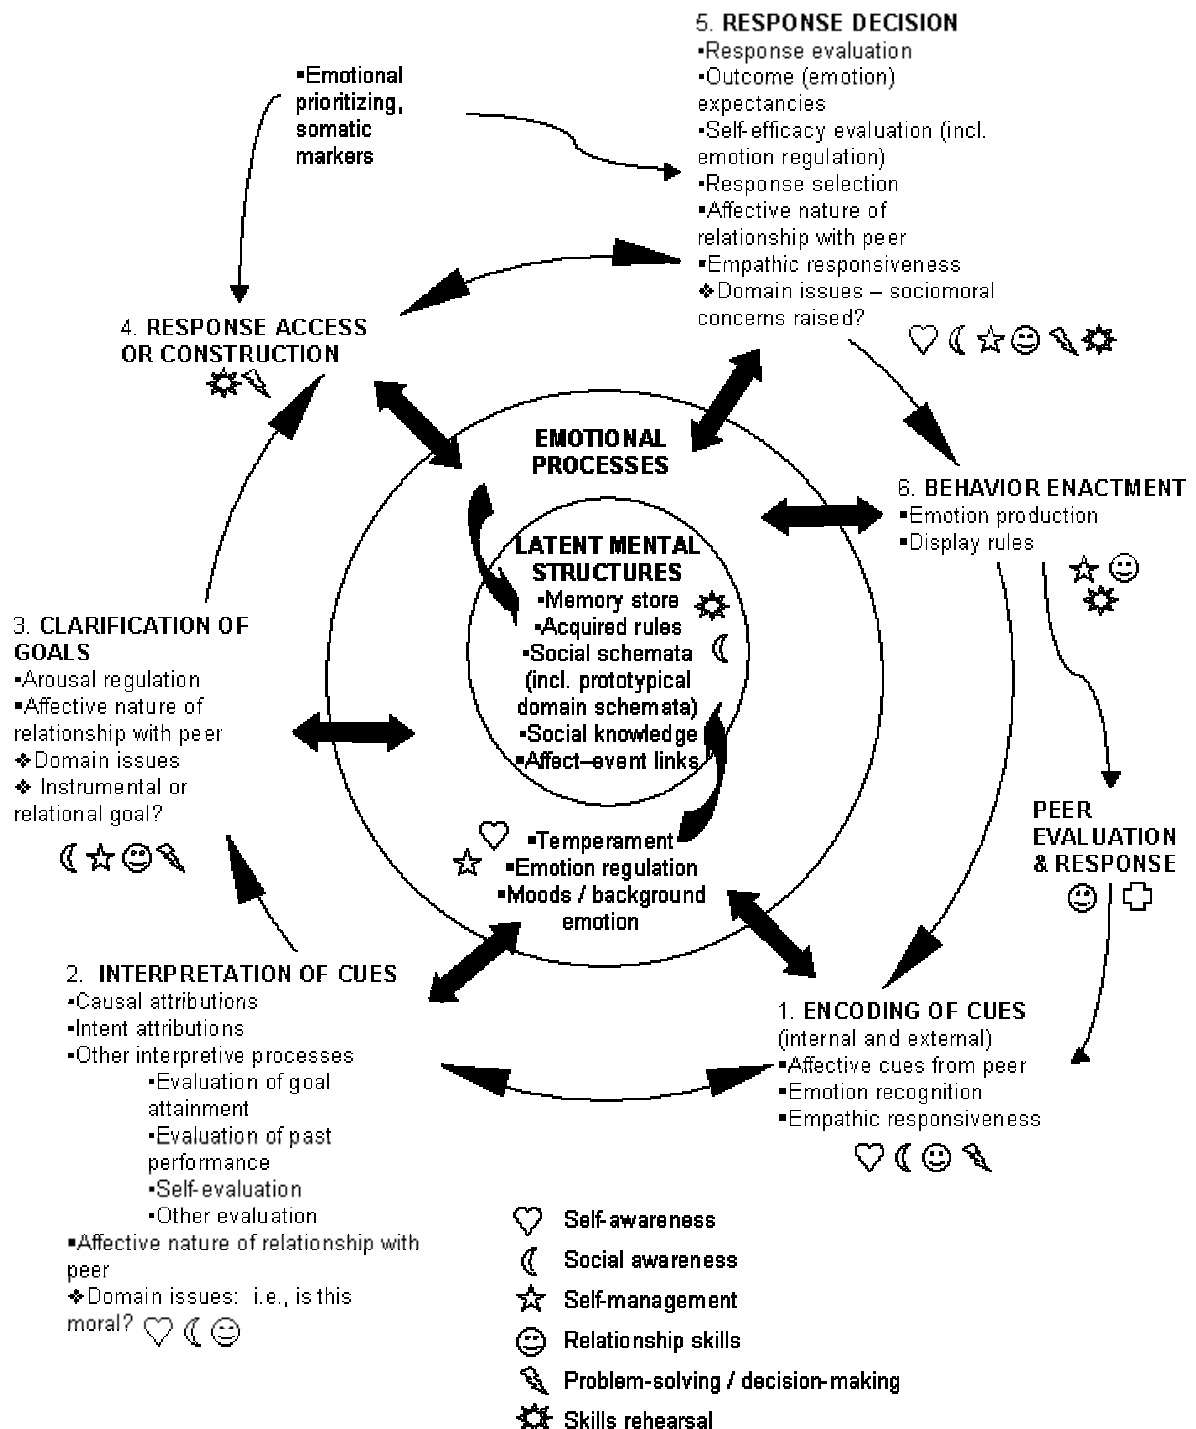 ▪Emotional
prioritizing,
somatic
markers
5. RESPONSE DECISION
▪Response evaluation
▪Outcome (emotion)
expectancies
▪Self-efficacy evaluation (incl.
emotion regulation)
▪Response selection
▪Affective nature of
relationship with peer
▪Empathic responsiveness
❖Domain issues – sociomoral
concerns raised?
4. RESPONSE ACCESS
OR CONSTRUCTION
EMOTIONAL
PROCESSES
6. BEHAVIOR ENACTMENT
▪Emotion production
▪Display rules
LATENT MENTAL
STRUCTURES
▪Memory store
▪Acquired rules
▪Social schemata
(incl. prototypical
domain schemata)
▪Social knowledge
▪Affect–event links
3. CLARIFICATION OF
GOALS
▪Arousal regulation
▪Affective nature of
relationship with peer
❖Domain issues
❖ Instrumental or
relational goal?
PEER
EVALUATION
& RESPONSE
▪Temperament
▪Emotion regulation
▪Moods / background
emotion
2. INTERPRETATION OF CUES
▪Causal attributions
▪Intent attributions
▪Other interpretive processes
▪Evaluation of goal
attainment
▪Evaluation of past
performance
▪Self-evaluation
▪Other evaluation
▪Affective nature of relationship with
peer
❖Domain issues: i.e., is this
moral?
1. ENCODING OF CUES
(internal and external)
▪Affective cues from peer
▪Emotion recognition
▪Empathic responsiveness
Self-awareness
Social awareness
Self-management
Relationship skills
Problem-solving / decision-making
Skills rehearsal